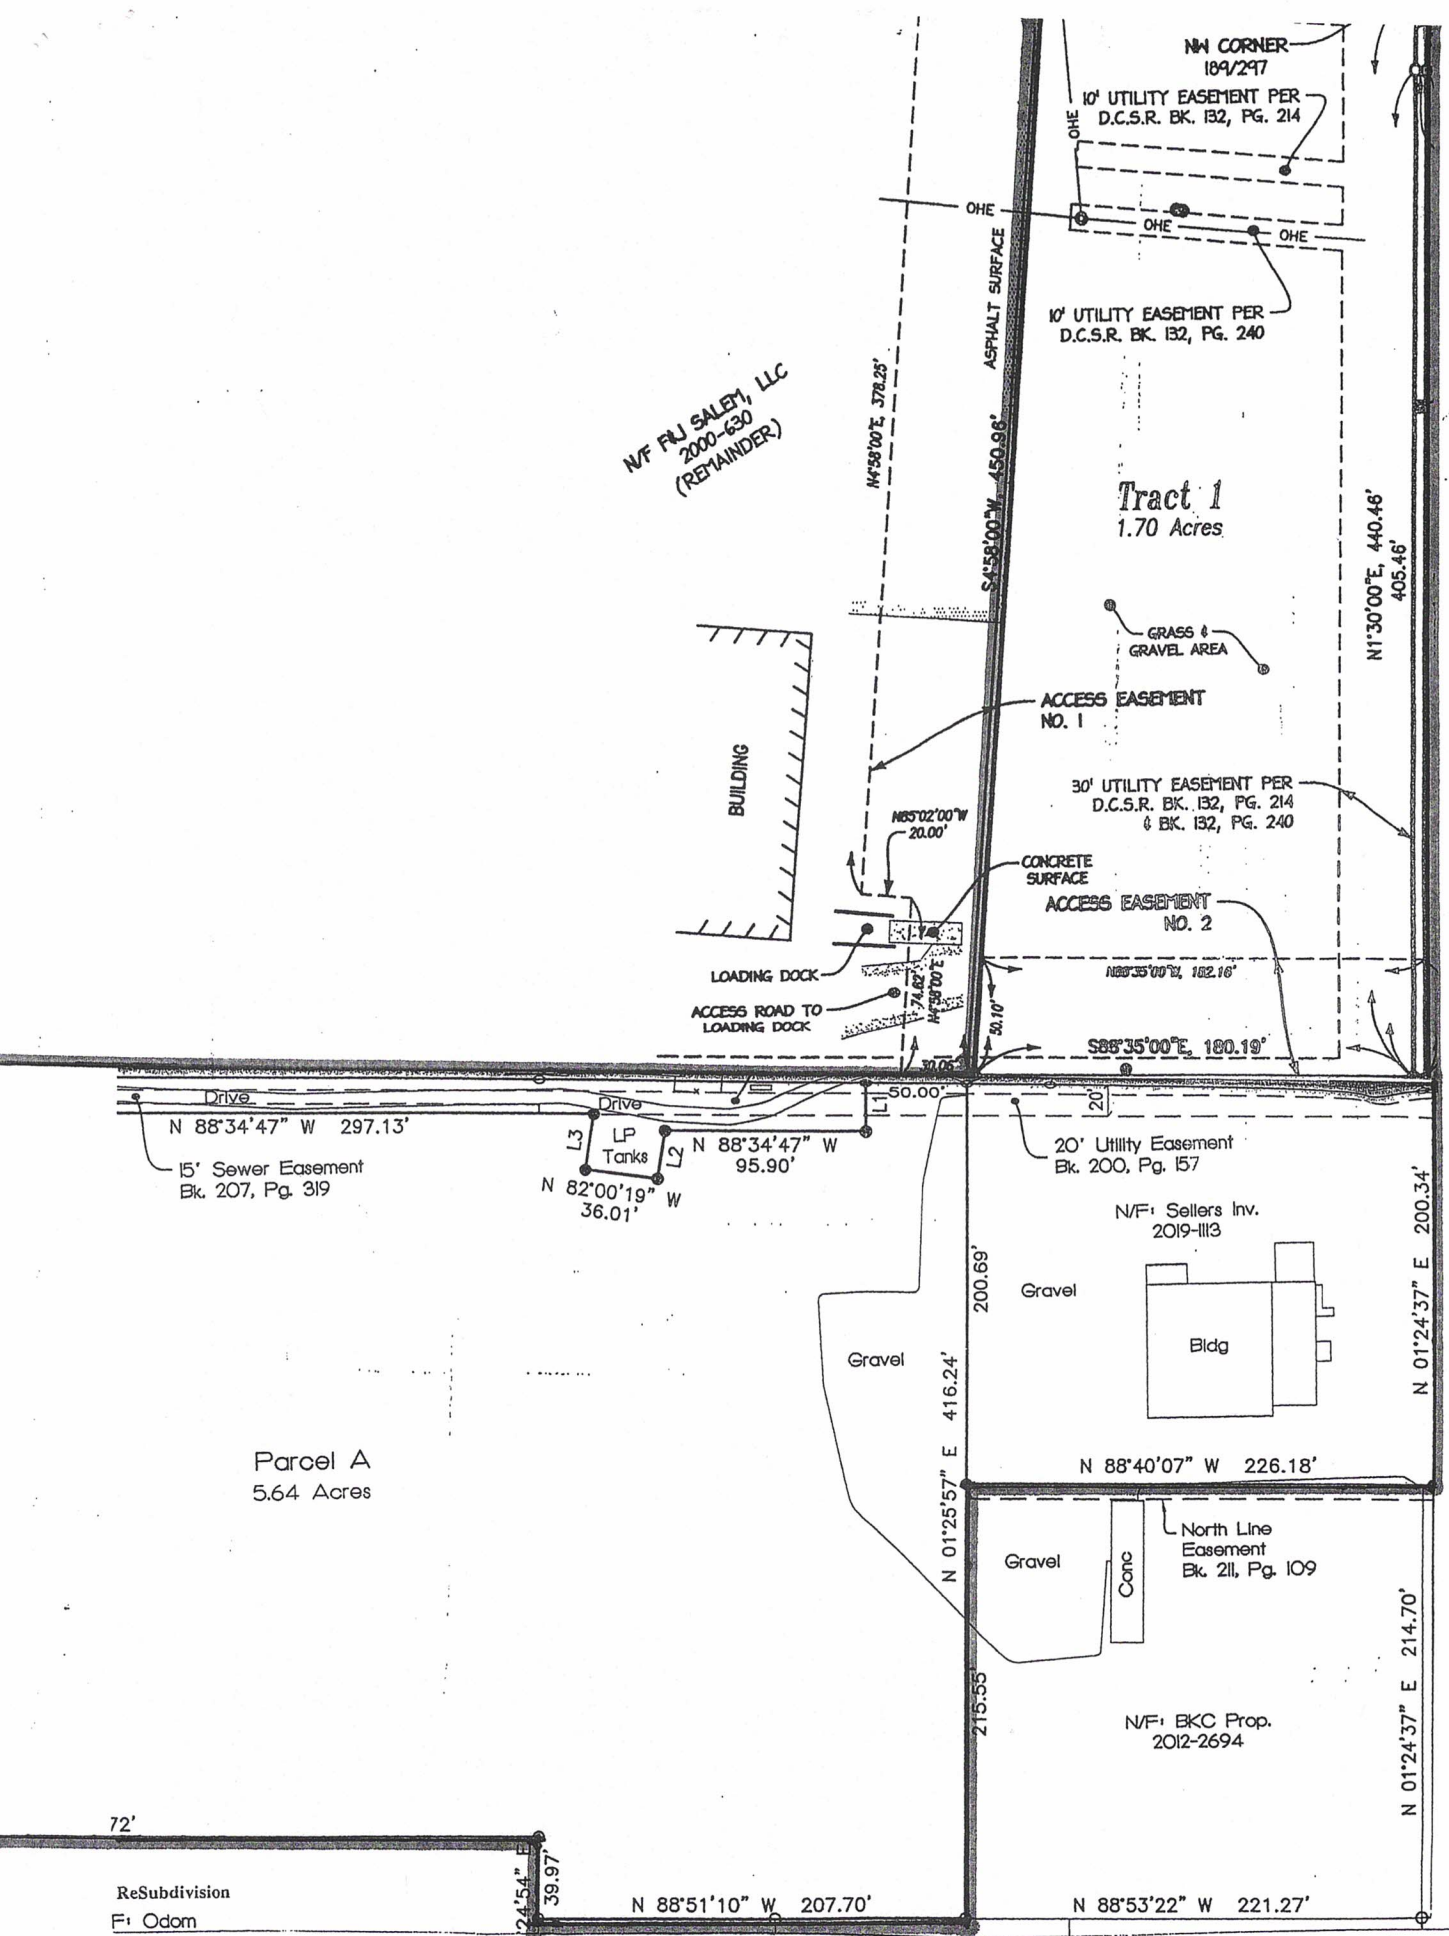 NW CORNER
189/297
10' UTILITY EASEMENT PER
D.C.S.R. BK. 132, PG. 214
OHE
OHE
OHE
OHE
10' UTILITY EASEMENT PER
D.C.S.R. BK. 132, PG. 240
ASPHALT SURFACE
N/F F&J SALEM, LLC
2000-630
(REMAINDER)
N4°58'00"E, 378.25'
S4°58'00"W, 450.96'
Tract 1
1.70 Acres
N1°30'00"E, 440.46'
405.46'
GRASS &
GRAVEL AREA
ACCESS EASEMENT
NO. 1
BUILDING
30' UTILITY EASEMENT PER
D.C.S.R. BK. 132, PG. 214
& BK. 132, PG. 240
N85°02'00"W
20.00'
CONCRETE
SURFACE
ACCESS EASEMENT
NO. 2
LOADING DOCK
N88°35'00"W, 182.16'
74.62'
N4°58'00"E
50.10'
ACCESS ROAD TO
LOADING DOCK
S88°35'00"E, 180.19'
30.06'
50.00'
Drive
Drive
L1
20'
N 88°34'47" W 297.13'
L3
LP
Tanks
L2
N 88°34'47" W
95.90'
20' Utility Easement
Bk. 200, Pg. 157
15' Sewer Easement
Bk. 207, Pg. 319
N 82°00'19" W
36.01'
N/F: Sellers Inv.
2019-1113
N 01°24'37" E 200.34'
200.69'
Gravel
Bldg
Gravel
N 01°25'57" E 416.24'
Parcel A
5.64 Acres
N 88°40'07" W 226.18'
North Line
Easement
Bk. 211, Pg. 109
Gravel
Conc
N 01°24'37" E 214.70'
215.55'
N/F: BKC Prop.
2012-2694
72'
24'54" E
39.97'
ReSubdivision
F: Odom
N 88°51'10" W 207.70'
N 88°53'22" W 221.27'